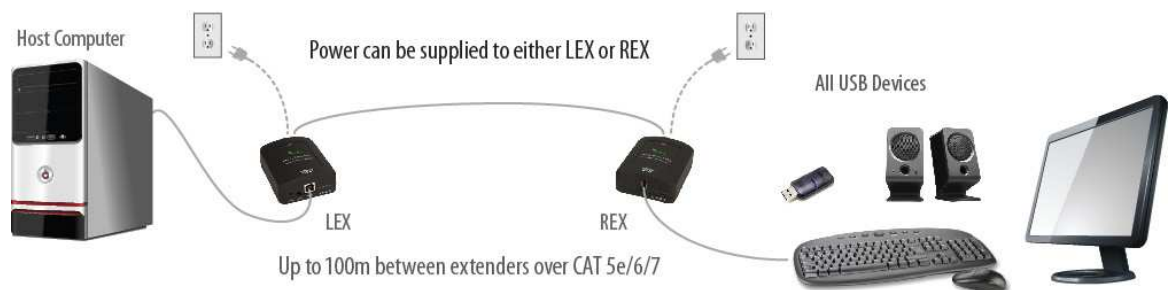 Host Computer
Power can be supplied to either LEX or REX
All USB Devices
LEX
REX
Up to 100m between extenders over CAT 5e/6/7